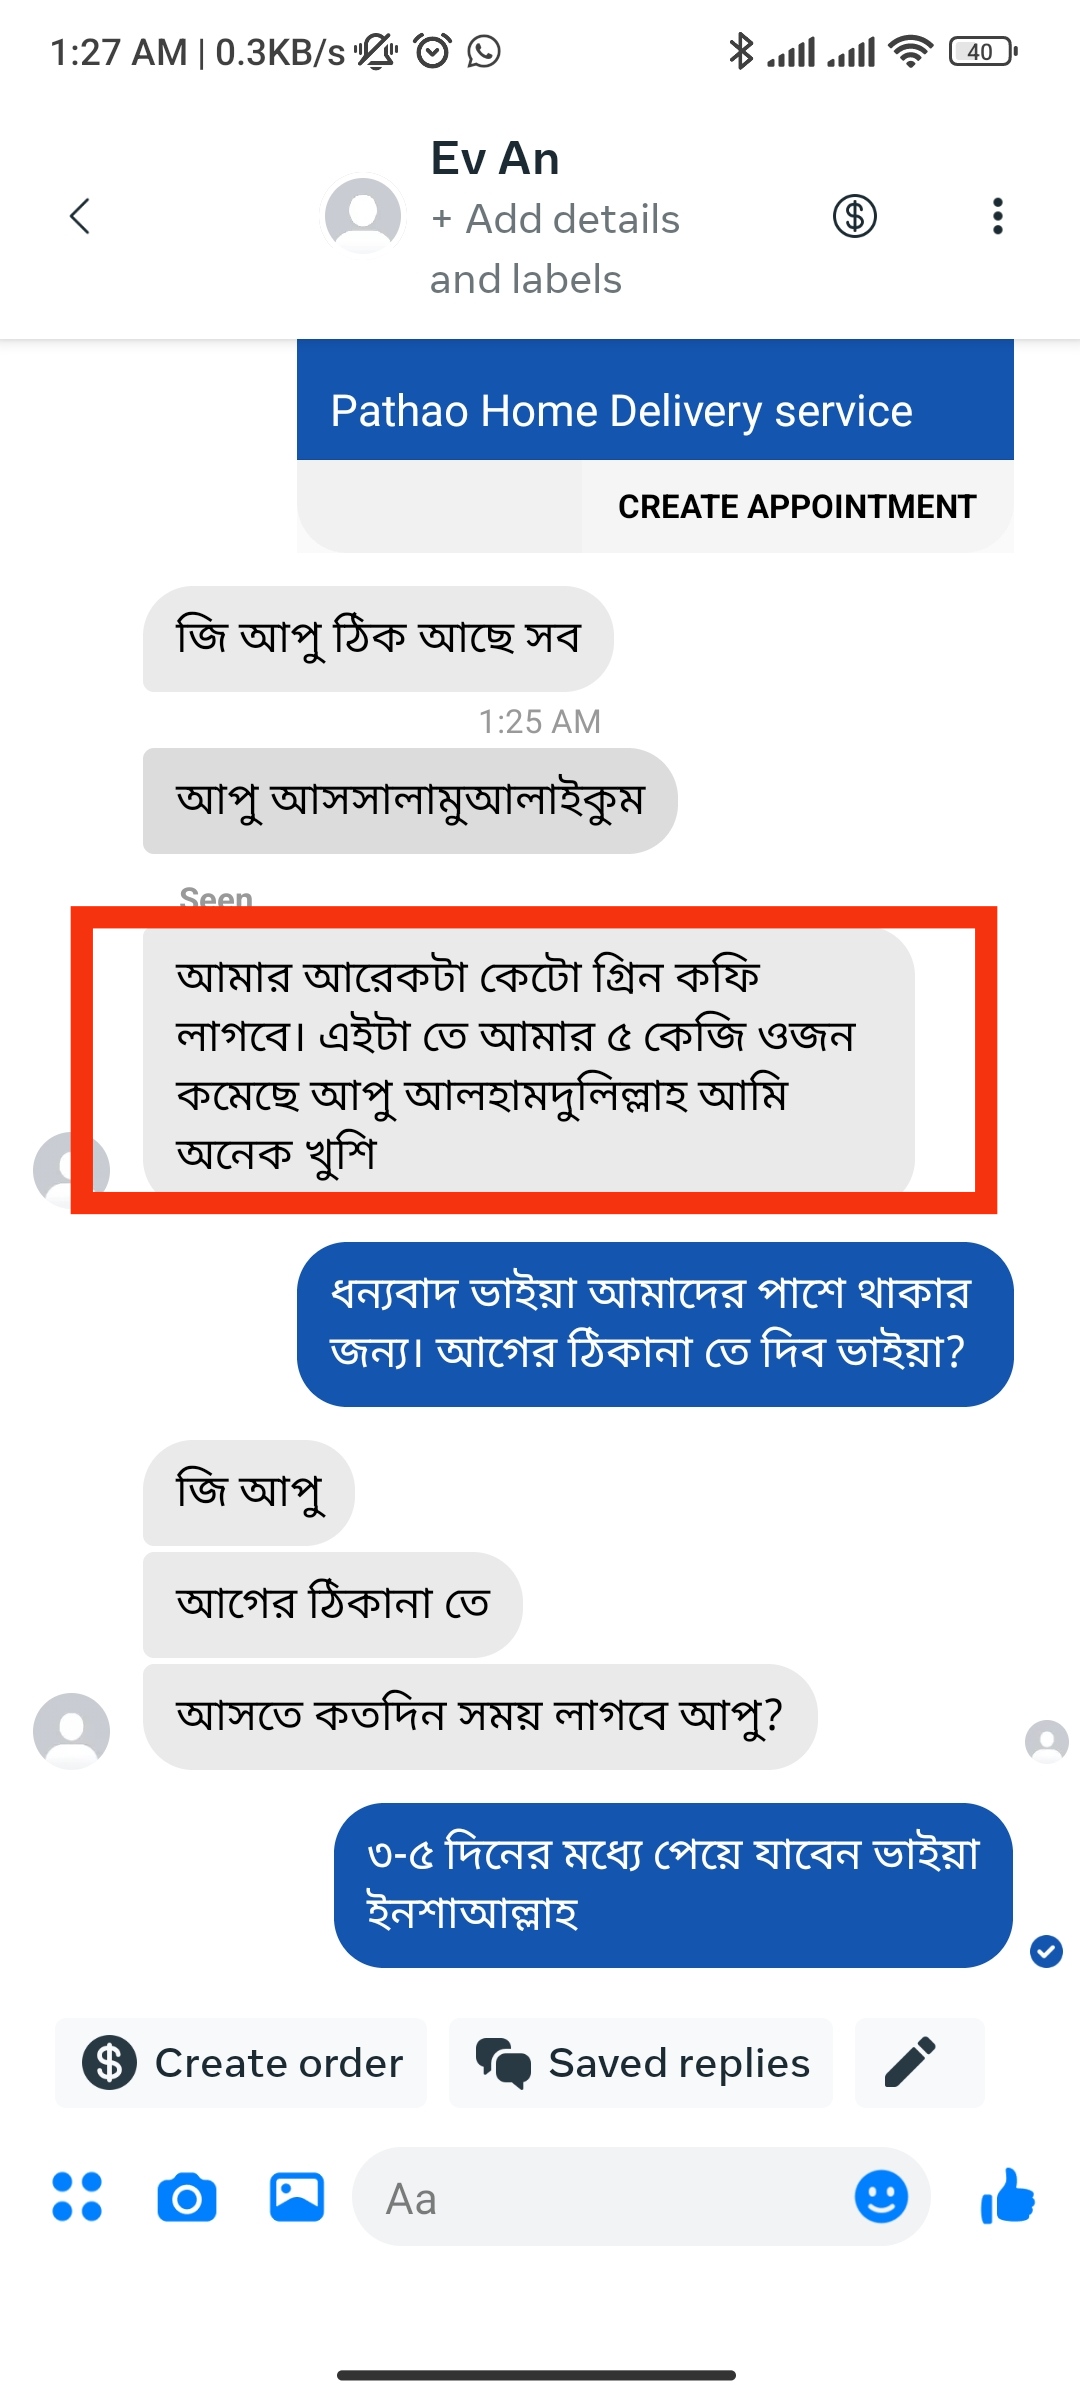 1:27 AM | 0.3KB/s
40
Ev An
+ Add details
and labels
Pathao Home Delivery service
CREATE APPOINTMENT
জি আপু ঠিক আছে সব
1:25 AM
আপু আসসালামুআলাইকুম
Seen
আমার আরেকটা কেটো গ্রিন কফি
লাগবে। এইটা তে আমার ৫ কেজি ওজন
কমেছে আপু আলহামদুলিল্লাহ আমি
অনেক খুশি
ধন্যবাদ ভাইয়া আমাদের পাশে থাকার
জন্য। আগের ঠিকানা তে দিব ভাইয়া?
জি আপু
আগের ঠিকানা তে
আসতে কতদিন সময় লাগবে আপু?
৩-৫ দিনের মধ্যে পেয়ে যাবেন ভাইয়া
ইনশাআল্লাহ
Create order
Saved replies
Aa